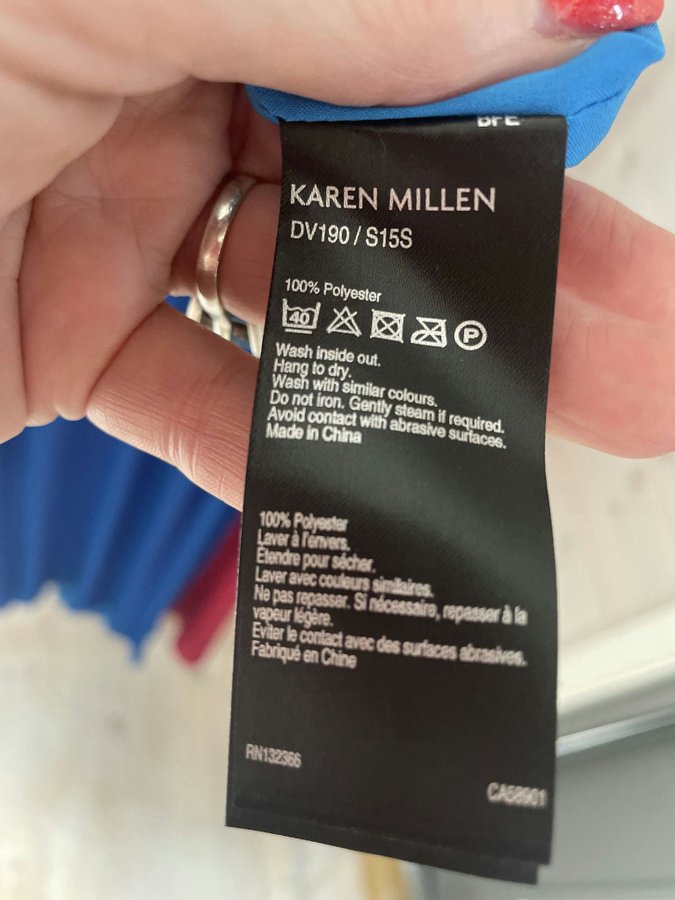 KAREN MILLEN
DV190 / S15S
100% Polyester
40
P
Wash inside out.
Hang to dry.
Wash with similar colours.
Do not iron. Gently steam if required.
Avoid contact with abrasive surfaces.
Made in China
100% Polyester
Laver à l'envers.
Étendre pour sécher.
Laver avec couleurs similaires.
Ne pas repasser. Si nécessaire, repasser à la
vapeur légère.
Eviter le contact avec des surfaces abrasives.
Fabriqué en Chine
RN132366
CA58901